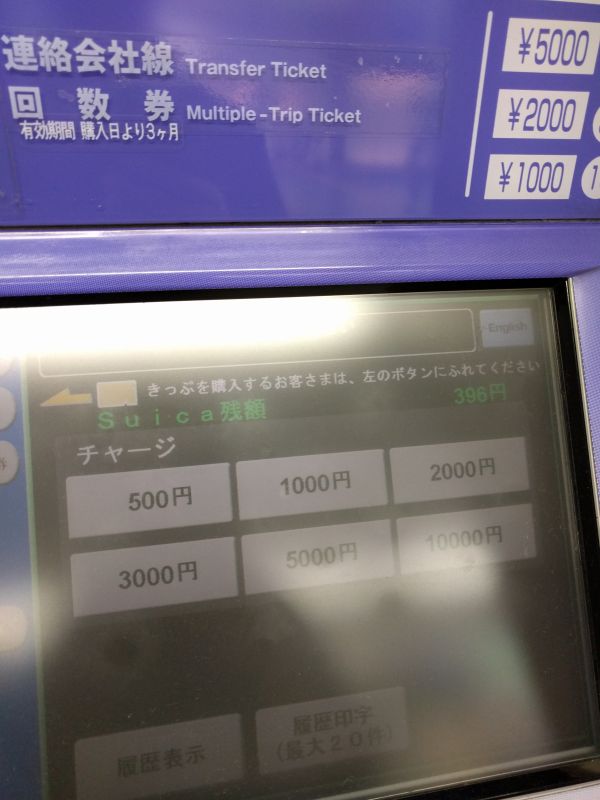 連絡会社線 Transfer Ticket
回数券 Multiple-Trip Ticket
有効期間 購入日より3ヶ月
¥5000
¥2000
¥1000
English
きっぷを購入するお客さまは、左のボタンにふれてください
Suica残額 396円
チャージ
500円 1000円 2000円
3000円 5000円 10000円
履歴表示
履歴印字
(最大20件)